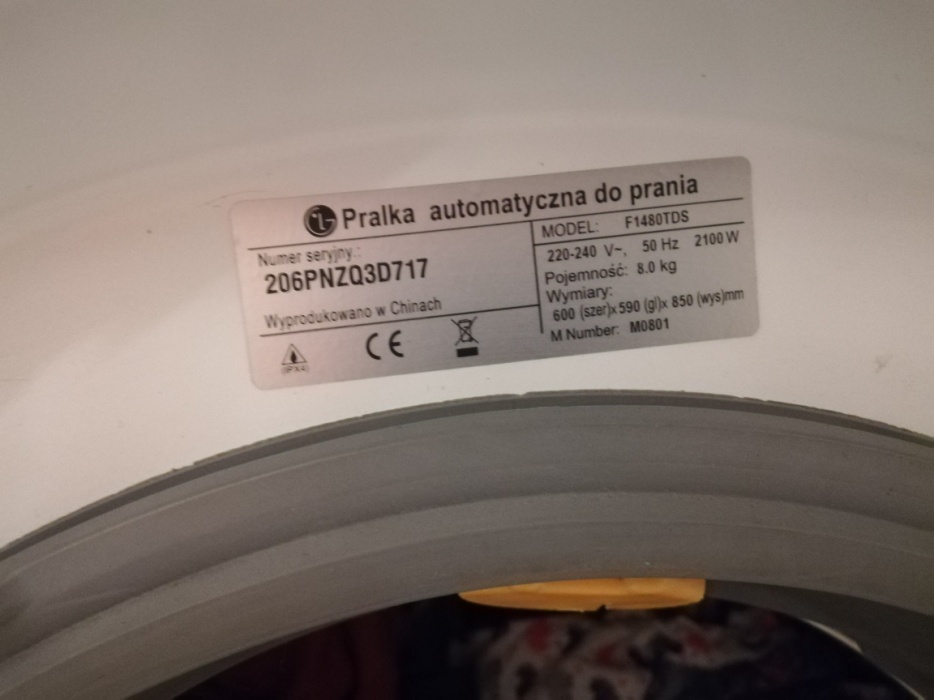 LG Pralka automatyczna do prania
Numer seryjny.:
206PNZQ3D717
Wyprodukowano w Chinach
(IPX4)
CE
MODEL: F1480TDS
220-240 V~, 50 Hz 2100 W
Pojemność: 8.0 kg
Wymiary:
600 (szer)x 590 (gł)x 850 (wys)mm
M Number: M0801